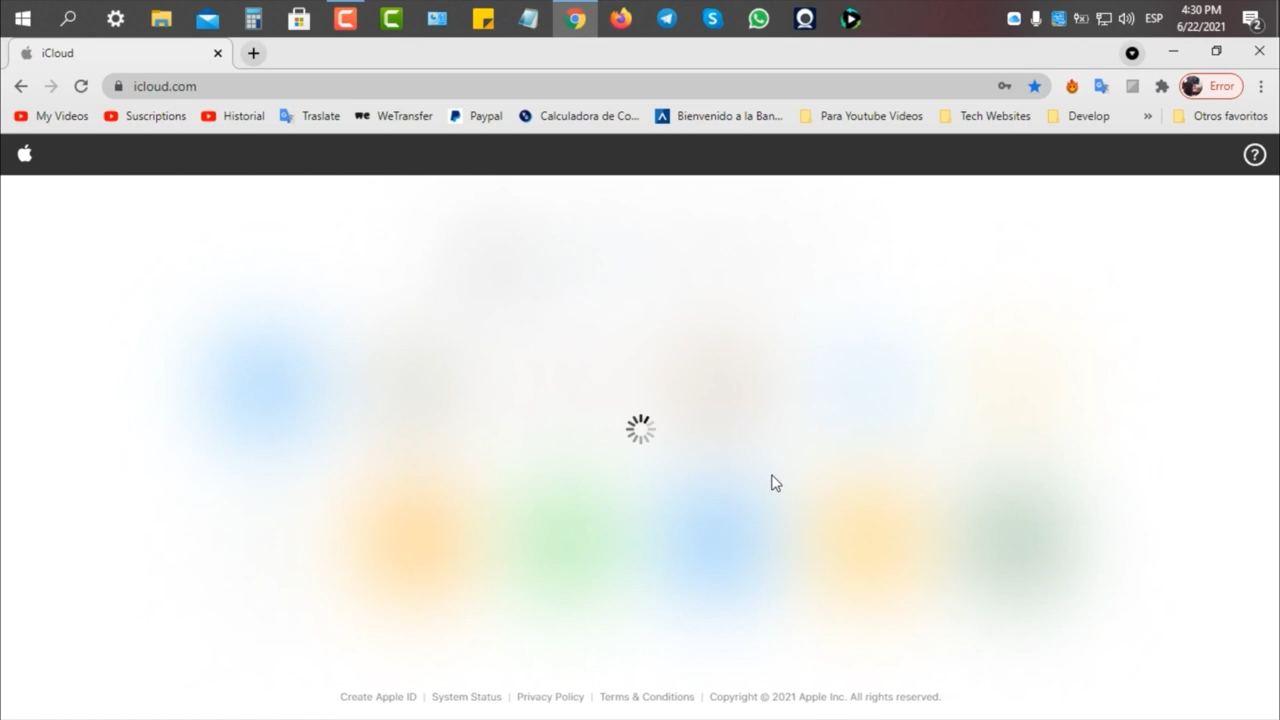 4:30 PM
ESP
6/22/2021
2
iCloud
icloud.com
Error
My Videos
Suscriptions
Historial
Traslate
WeTransfer
Paypal
Calculadora de Co...
Bienvenido a la Ban...
Para Youtube Videos
Tech Websites
Develop
»
Otros favoritos
?
Create Apple ID | System Status | Privacy Policy | Terms & Conditions | Copyright © 2021 Apple Inc. All rights reserved.